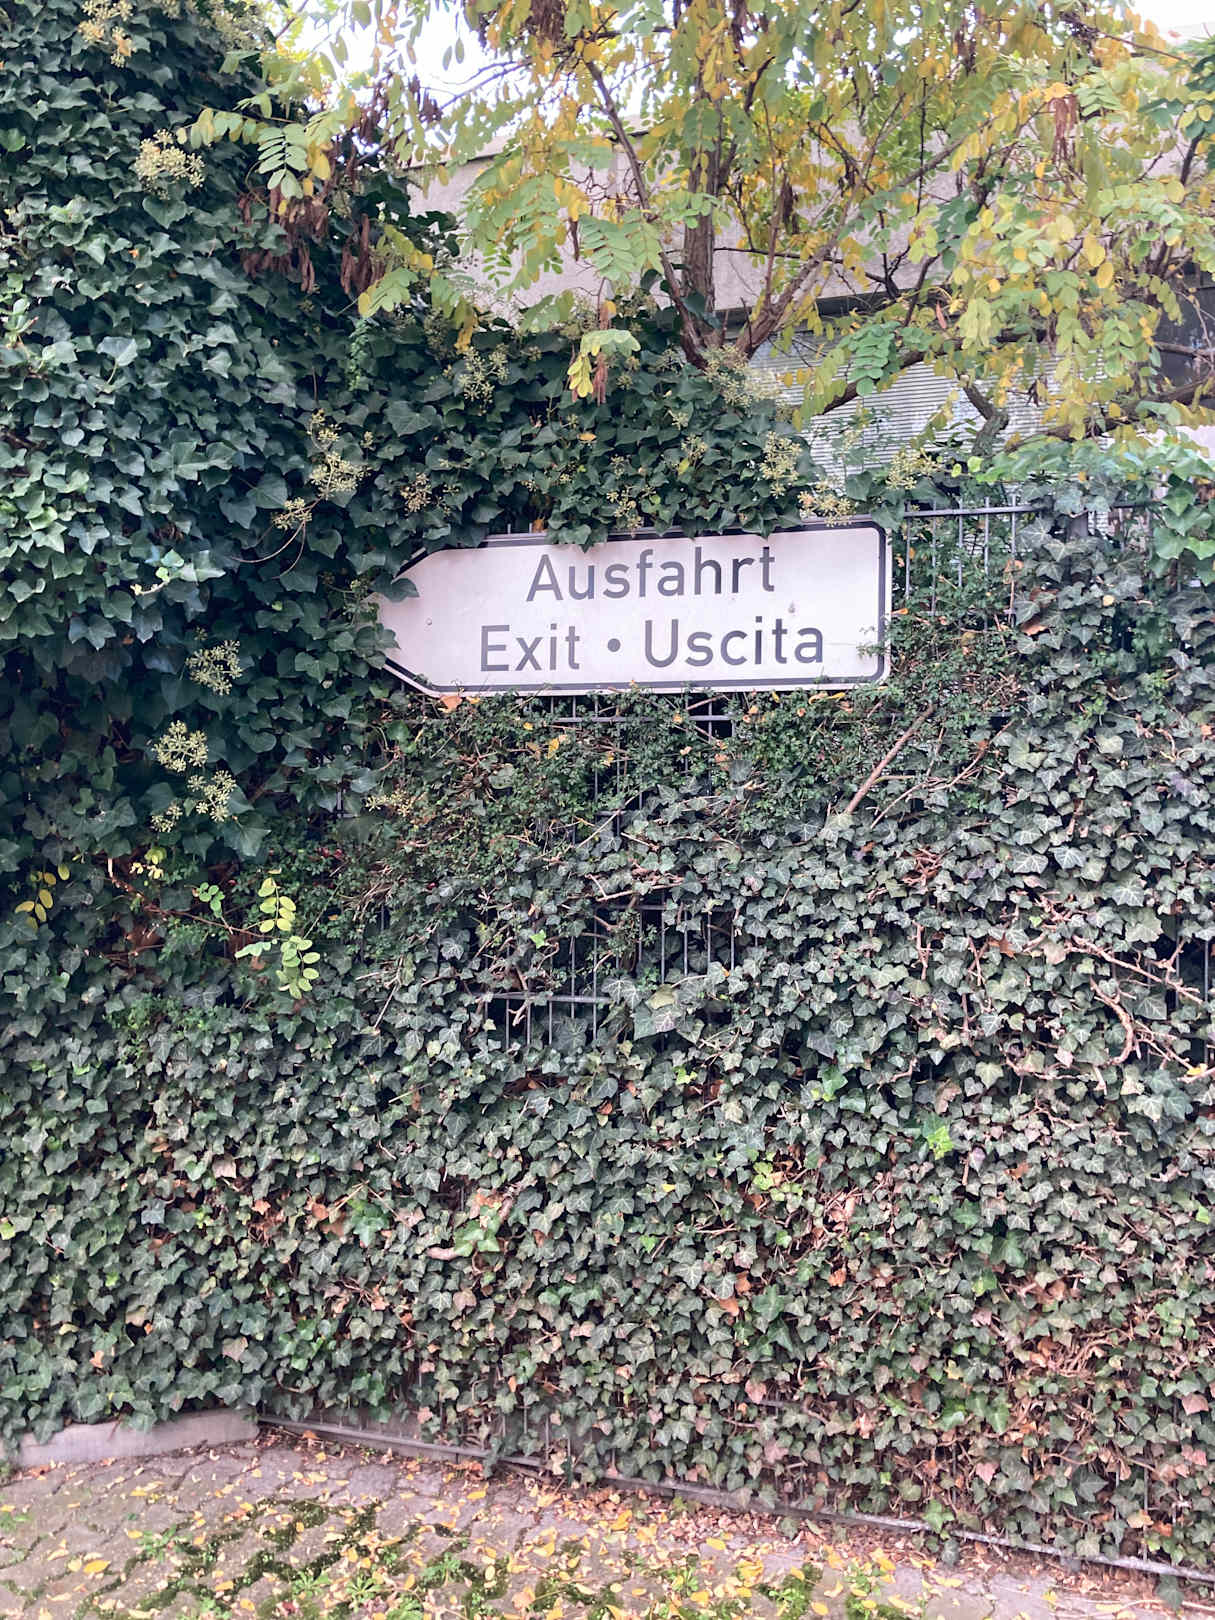 Ausfahrt
Exit • Uscita